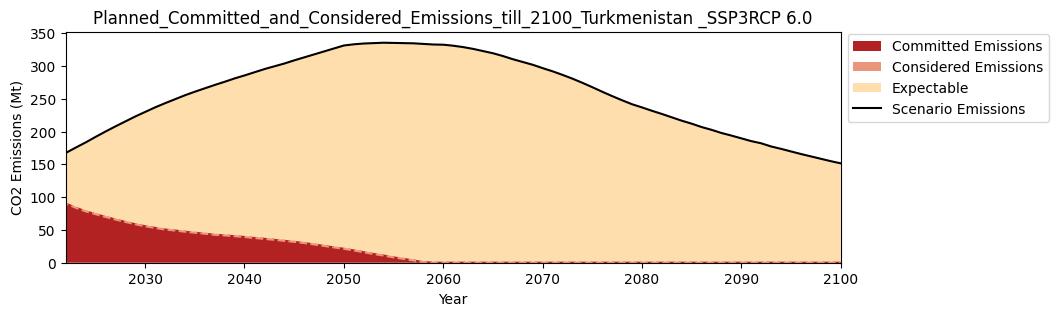 Planned_Committed_and_Considered_Emissions_till_2100_Turkmenistan _SSP3RCP 6.0
350
300
250
200
150
100
50
0
CO2 Emissions (Mt)
2030
2040
2050
2060
2070
2080
2090
2100
Year
Committed Emissions
Considered Emissions
Expectable
Scenario Emissions